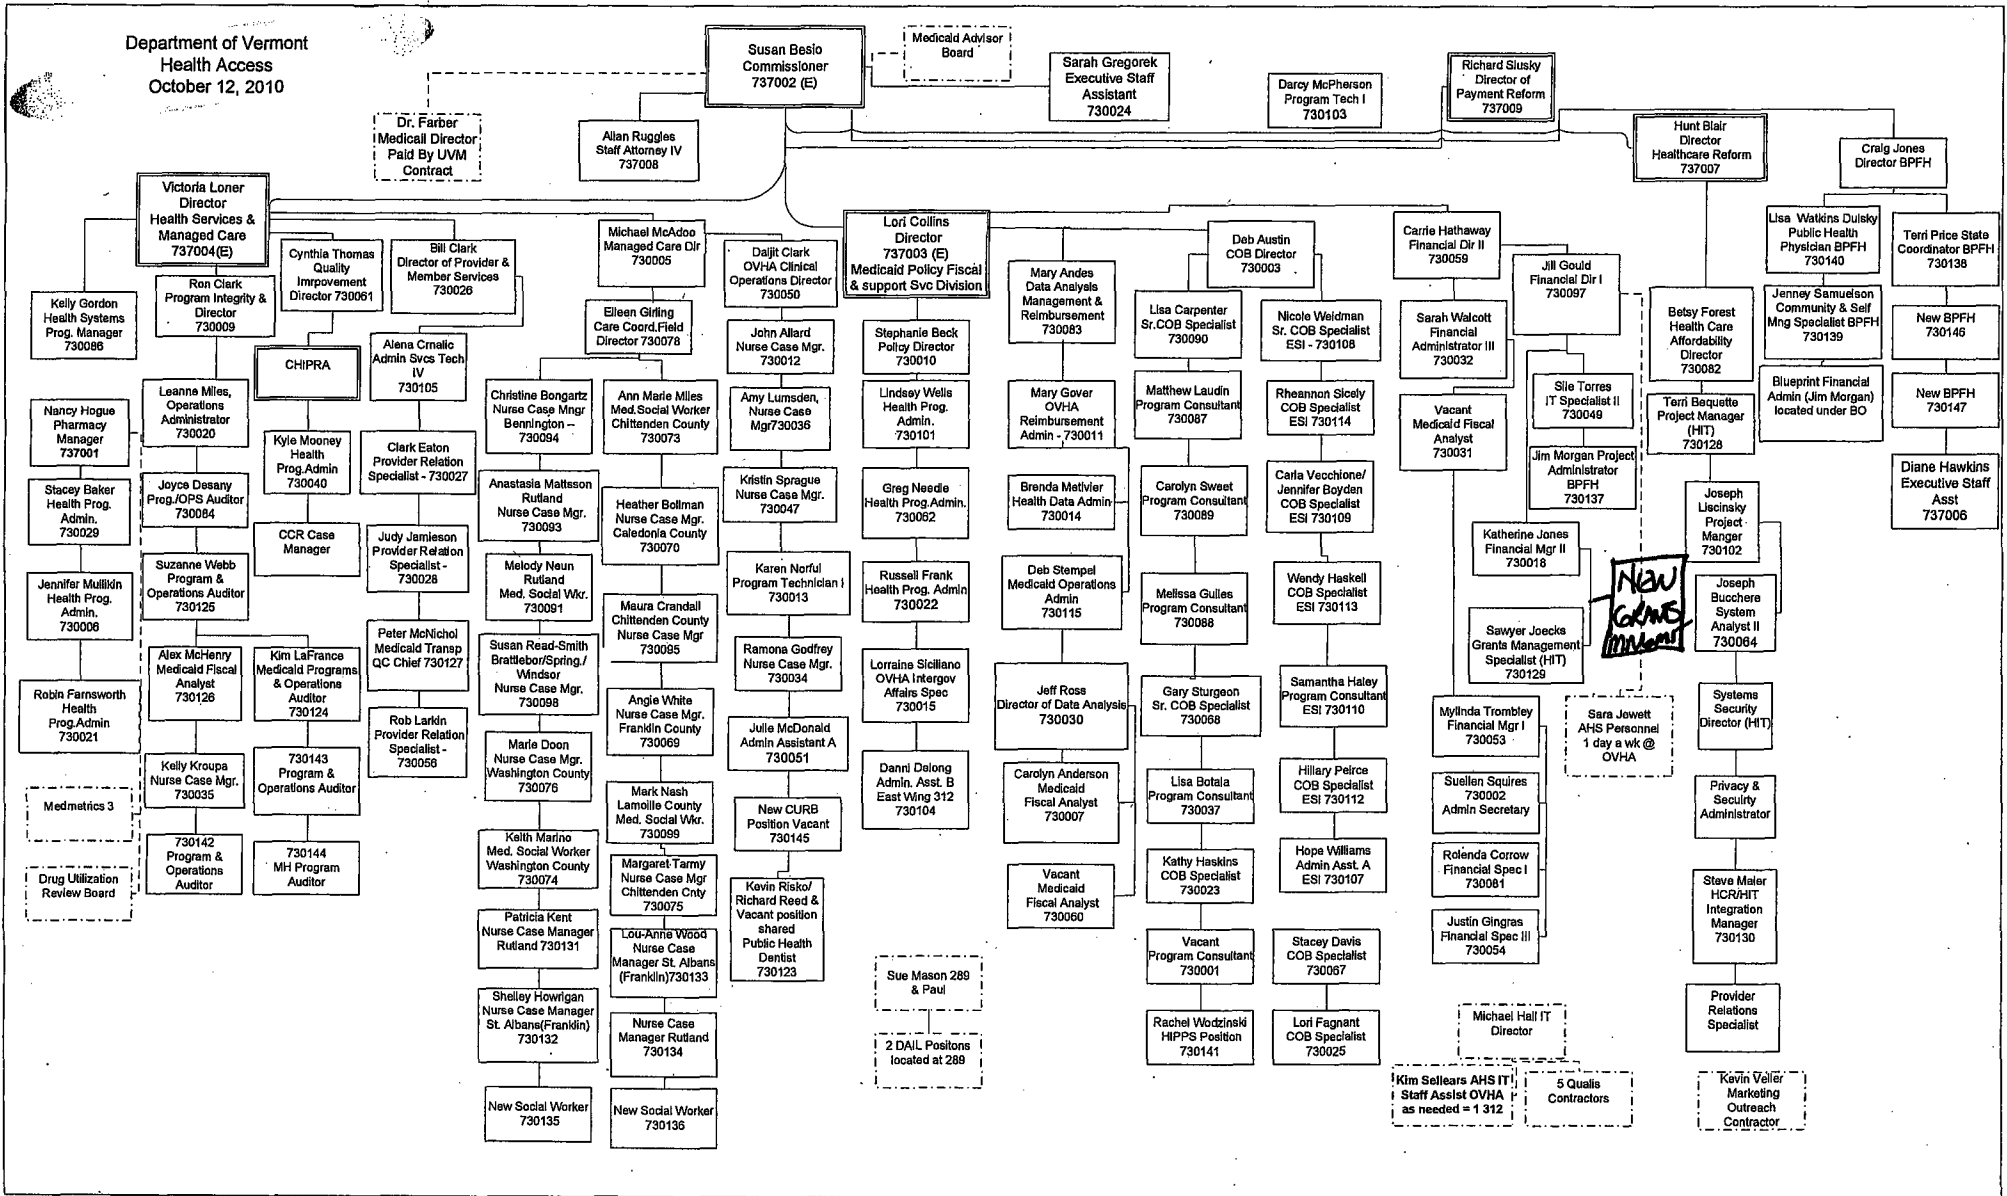 Department of Vermont
Health Access
October 12, 2010
Susan Besio
Commissioner
737002 (E)
Medicaid Advisor
Board
Sarah Gregorek
Executive Staff
Assistant
730024
Darcy McPherson
Program Tech I
730103
Richard Slusky
Director of
Payment Reform
737009
Dr. Farber
Medicall Director
Paid By UVM
Contract
Allan Ruggles
Staff Attorney IV
737008
Hunt Blair
Director
Healthcare Reform
737007
Craig Jones
Director BPFH
Victoria Loner
Director
Health Services &
Managed Care
737004(E)
Cynthia Thomas
Quality
Imrpovement
Director 730061
Bill Clark
Director of Provider &
Member Services
730026
Michael McAdoo
Managed Care Dir
730005
Daljit Clark
OVHA Clinical
Operations Director
730050
Lori Collins
Director
737003 (E)
Medicaid Policy Fiscal
& support Svc Division
Deb Austin
COB Director
730003
Carrie Hathaway
Financial Dir II
730059
Jill Gould
Financial Dir I
730097
Lisa Watkins Dulsky
Public Health
Physician BPFH
730140
Terri Price State
Coordinator BPFH
730138
Kelly Gordon
Health Systems
Prog. Manager
730086
Ron Clark
Program Integrity &
Director
730009
CHIPRA
Alena Crnalic
Admin Svcs Tech
IV
730105
Eileen Girling
Care Coord.Field
Director 730078
John Allard
Nurse Case Mgr.
730012
Stephanie Beck
Policy Director
730010
Mary Andes
Data Analysis
Management &
Reimbursement
730083
Lisa Carpenter
Sr.COB Specialist
730090
Nicole Weidman
Sr. COB Specialist
ESI - 730108
Sarah Walcott
Financial
Administrator III
730032
Betsy Forest
Health Care
Affordability
Director
730082
Jenney Samuelson
Community & Self
Mng Specialist BPFH
730139
New BPFH
730146
Nancy Hogue
Pharmacy
Manager
737001
Leanne Miles,
Operations
Administrator
730020
Kyle Mooney
Health
Prog.Admin
730040
Clark Eaton
Provider Relation
Specialist - 730027
Christine Bongartz
Nurse Case Mngr
Bennington --
730094
Ann Marie Miles
Med.Social Worker
Chittenden County
730073
Amy Lumsden,
Nurse Case
Mgr730036
Lindsey Wells
Health Prog.
Admin.
730101
Mary Gover
OVHA
Reimbursement
Admin - 730011
Matthew Laudin
Program Consultant
730087
Rheannon Sicely
COB Specialist
ESI 730114
Vacant
Medicaid Fiscal
Analyst
730031
Sile Torres
IT Specialist II
730049
Terri Bequette
Project Manager
(HIT)
730128
Blueprint Financial
Admin (Jim Morgan)
located under BO
New BPFH
730147
Stacey Baker
Health Prog.
Admin.
730029
Joyce Desany
Prog./OPS Auditor
730084
CCR Case
Manager
Judy Jamieson
Provider Relation
Specialist -
730028
Anastasia Mattsson
Rutland
Nurse Case Mgr.
730093
Heather Bollman
Nurse Case Mgr.
Caledonia County
730070
Kristin Sprague
Nurse Case Mgr.
730047
Greg Needle
Health Prog.Admin.
730062
Brenda Metivier
Health Data Admin
730014
Carolyn Sweet
Program Consultant
730089
Carla Vecchione/
Jennifer Boyden
COB Specialist
ESI 730109
Jim Morgan Project
Administrator
BPFH
730137
Joseph
Liscinsky
Project
Manger
730102
Diane Hawkins
Executive Staff
Asst
737006
Jennifer Mullikin
Health Prog.
Admin.
730006
Suzanne Webb
Program &
Operations Auditor
730125
Peter McNichol
Medicaid Transp
QC Chief 730127
Melody Neun
Rutland
Med. Social Wkr.
730091
Maura Crandall
Chittenden County
Nurse Case Mgr
730095
Karen Norful
Program Technician I
730013
Russell Frank
Health Prog. Admin
730022
Deb Stempel
Medicaid Operations
Admin
730115
Melissa Gulles
Program Consultant
730088
Wendy Haskell
COB Specialist
ESI 730113
Katherine Jones
Financial Mgr II
730018
NEW
GRANTS
MNGMT
Joseph
Bucchere
System
Analyst II
730064
Robin Farnsworth
Health
Prog.Admin
730021
Alex McHenry
Medicaid Fiscal
Analyst
730126
Kim LaFrance
Medicaid Programs
& Operations
Auditor
730124
Rob Larkin
Provider Relation
Specialist -
730056
Susan Read-Smith
Brattlebor/Spring./
Windsor
Nurse Case Mgr.
730098
Angie White
Nurse Case Mgr.
Franklin County
730069
Ramona Godfrey
Nurse Case Mgr.
730034
Lorraine Siciliano
OVHA Intergov
Affairs Spec
730015
Jeff Ross
Director of Data Analysis
730030
Gary Sturgeon
Sr. COB Specialist
730068
Samantha Haley
Program Consultant
ESI 730110
Sawyer Joecks
Grants Management
Specialist (HIT)
730129
Mylinda Trombley
Financial Mgr I
730053
Sara Jewett
AHS Personnel
1 day a wk @
OVHA
Systems
Security
Director (HIT)
Medmetrics 3
Kelly Kroupa
Nurse Case Mgr.
730035
730143
Program &
Operations Auditor
Marie Doon
Nurse Case Mgr.
Washington County
730076
Mark Nash
Lamoille County
Med. Social Wkr.
730099
Julie McDonald
Admin Assistant A
730051
Danni Delong
Admin. Asst. B
East Wing 312
730104
Carolyn Anderson
Medicaid
Fiscal Analyst
730007
Lisa Botala
Program Consultant
730037
Hillary Peirce
COB Specialist
ESI 730112
Suellen Squires
730002
Admin Secretary
Privacy &
Security
Administrator
Drug Utilization
Review Board
730142
Program &
Operations
Auditor
730144
MH Program
Auditor
Keith Marino
Med. Social Worker
Washington County
730074
Margaret Tarmy
Nurse Case Mgr
Chittenden Cnty
730075
New CURB
Position Vacant
730145
Vacant
Medicaid
Fiscal Analyst
730060
Kathy Haskins
COB Specialist
730023
Hope Williams
Admin Asst. A
ESI 730107
Rolenda Corrow
Financial Spec I
730081
Steve Maier
HCR/HIT
Integration
Manager
730130
Patricia Kent
Nurse Case Manager
Rutland 730131
Lou-Anne Wood
Nurse Case
Manager St. Albans
(Franklin)730133
Kevin Risko/
Richard Reed &
Vacant position
shared
Public Health
Dentist
730123
Sue Mason 289
& Paul
Vacant
Program Consultant
730001
Stacey Davis
COB Specialist
730067
Justin Gingras
Financial Spec III
730054
Shelley Howrigan
Nurse Case Manager
St. Albans(Franklin)
730132
Nurse Case
Manager Rutland
730134
2 DAIL Positons
located at 289
Rachel Wodzinski
HIPPS Position
730141
Lori Fagnant
COB Specialist
730025
Michael Hall IT
Director
Provider
Relations
Specialist
New Social Worker
730135
New Social Worker
730136
Kim Sellears AHS IT
Staff Assist OVHA
as needed = 1 312
5 Qualis
Contractors
Kevin Veller
Marketing
Outreach
Contractor